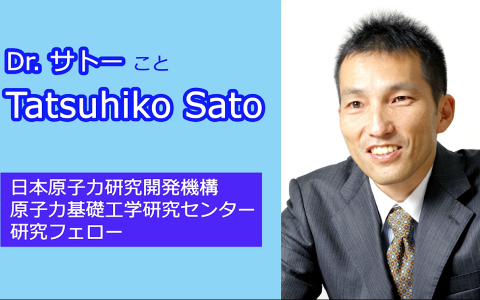 Dr. サトー こと
Tatsuhiko Sato
日本原子力研究開発機構
原子力基礎工学研究センター
研究フェロー